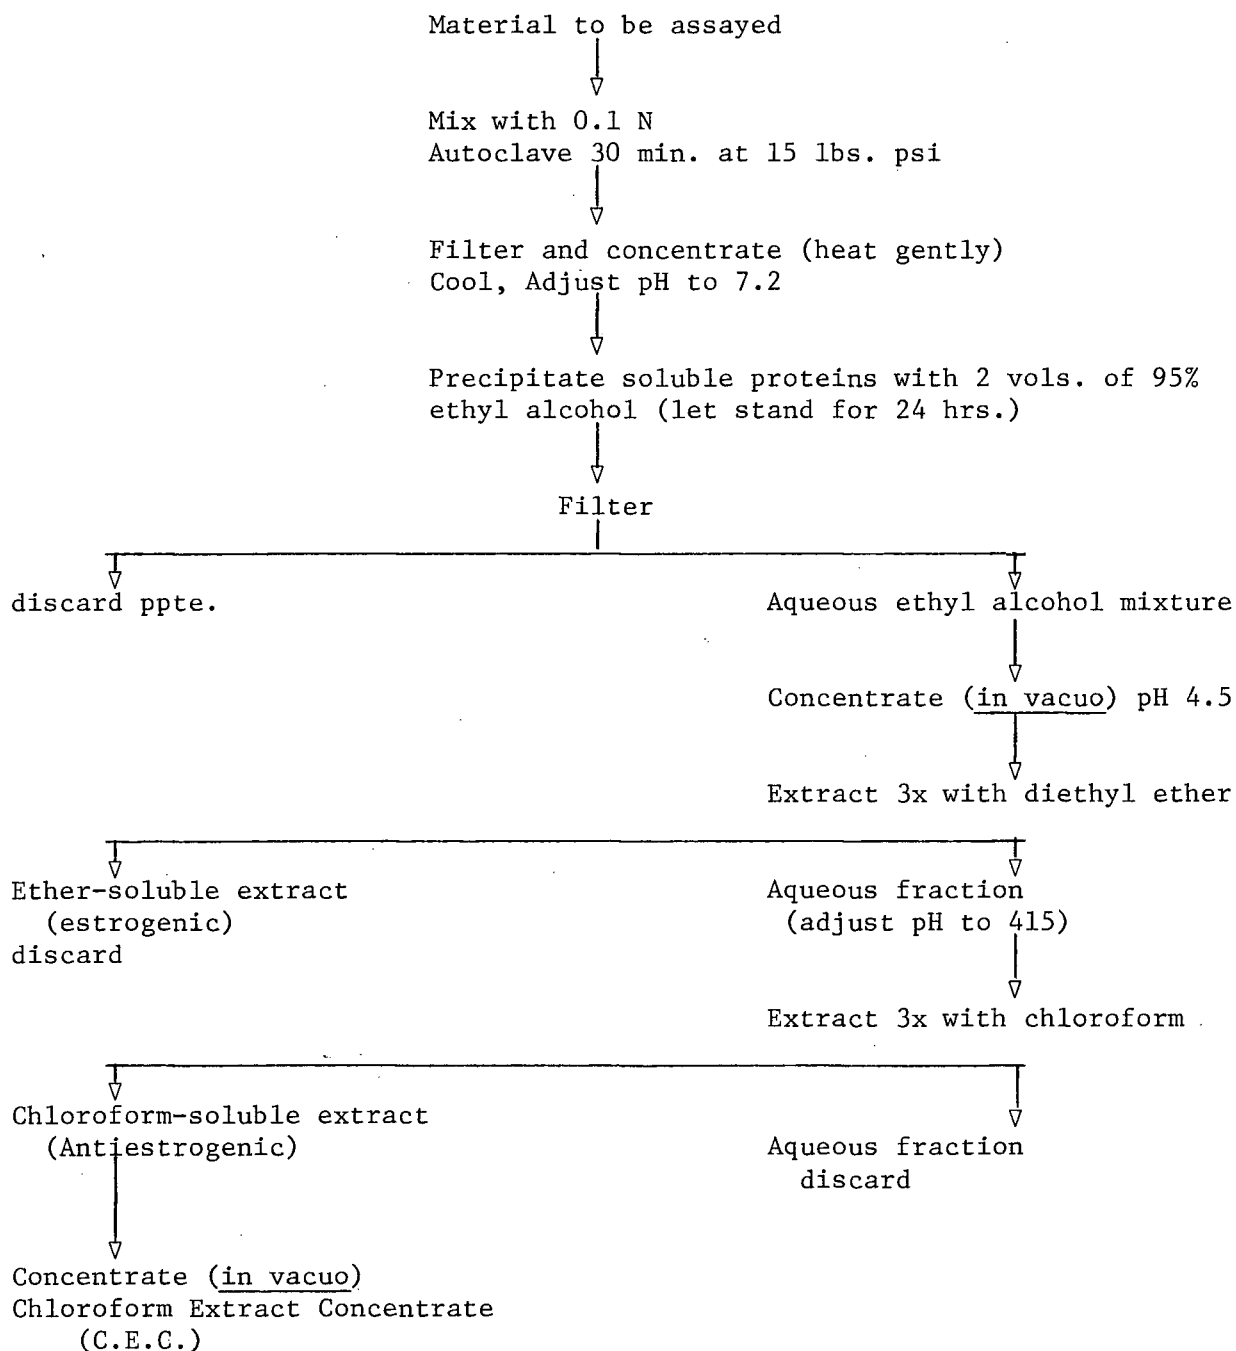 Material to be assayed
Mix with 0.1 N
Autoclave 30 min. at 15 lbs. psi
Filter and concentrate (heat gently)
Cool, Adjust pH to 7.2
Precipitate soluble proteins with 2 vols. of 95%
ethyl alcohol (let stand for 24 hrs.)
Filter
discard ppte.
Aqueous ethyl alcohol mixture
Concentrate (in vacuo) pH 4.5
Extract 3x with diethyl ether
Ether-soluble extract
(estrogenic)
discard
Aqueous fraction
(adjust pH to 415)
Extract 3x with chloroform
Chloroform-soluble extract
(Antiestrogenic)
Aqueous fraction
discard
Concentrate (in vacuo)
Chloroform Extract Concentrate
(C.E.C.)